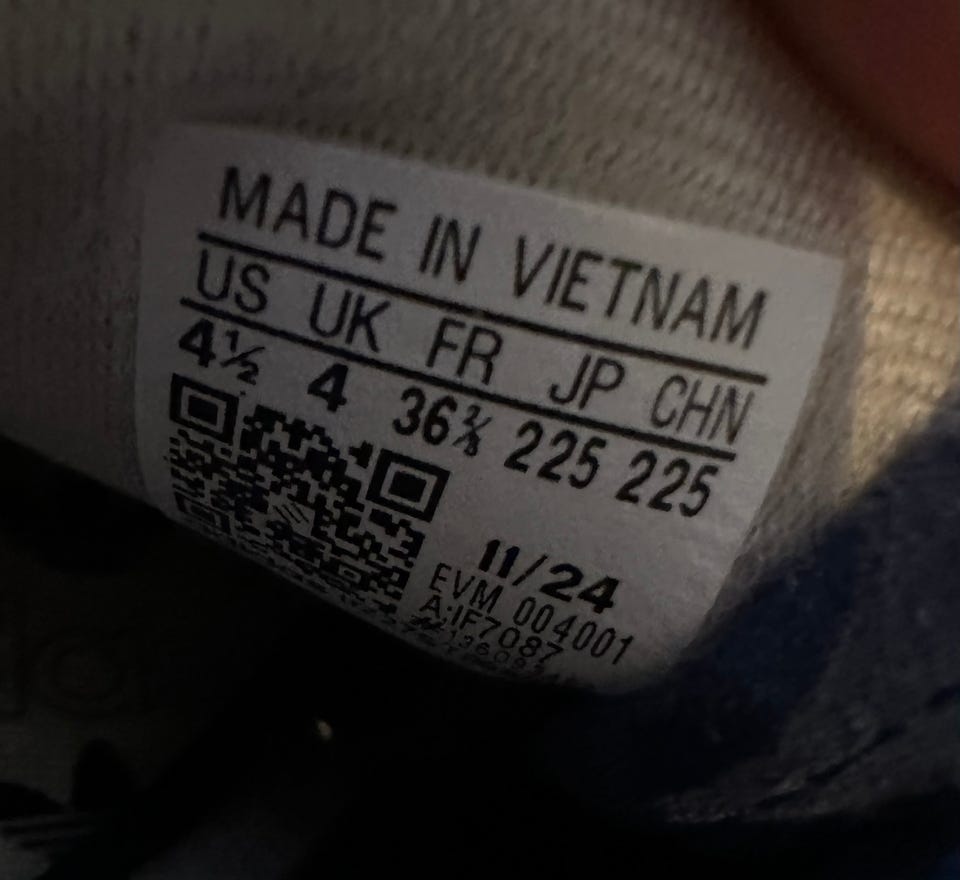 MADE IN VIETNAM
US UK FR JP CHN
4½ 4 36⅔ 225 225
11/24
EVM 004001
A:IF7087